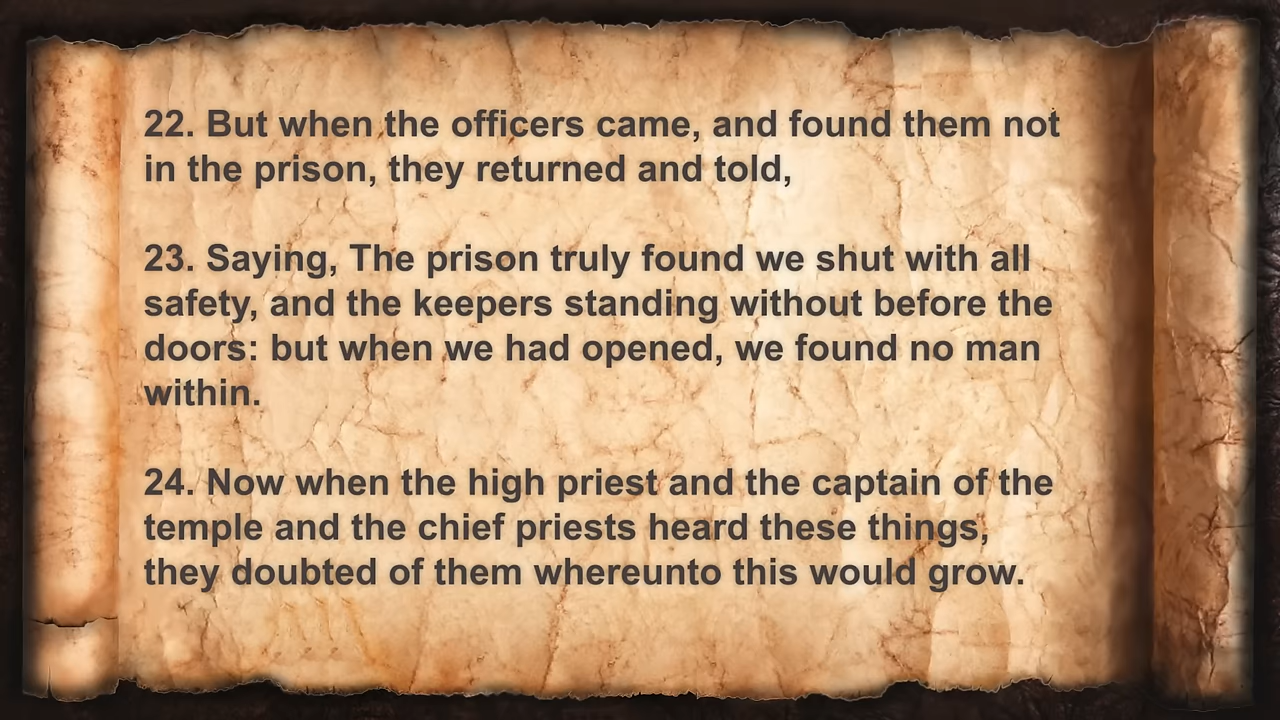 22. But when the officers came, and found them not
in the prison, they returned and told,
23. Saying, The prison truly found we shut with all
safety, and the keepers standing without before the
doors: but when we had opened, we found no man
within.
24. Now when the high priest and the captain of the
temple and the chief priests heard these things,
they doubted of them whereunto this would grow.